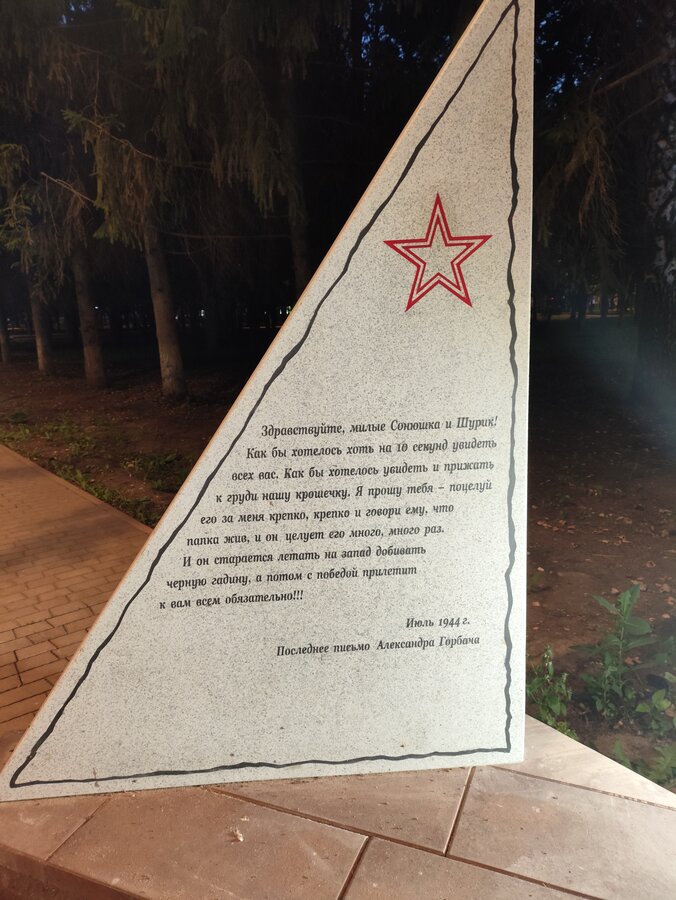 Здравствуйте, милые Сонюшка и Шурик!
Как бы хотелось хоть на 10 секунд увидеть
всех вас. Как бы хотелось увидеть и прижать
к груди нашу крошечку. Я прошу тебя – поцелуй
его за меня крепко, крепко и говори ему, что
папка жив, и он целует его много, много раз.
И он старается летать на запад добивать
черную гадину, а потом с победой прилетит
к вам всем обязательно!!!
Июль 1944 г.
Последнее письмо Александра Горбача